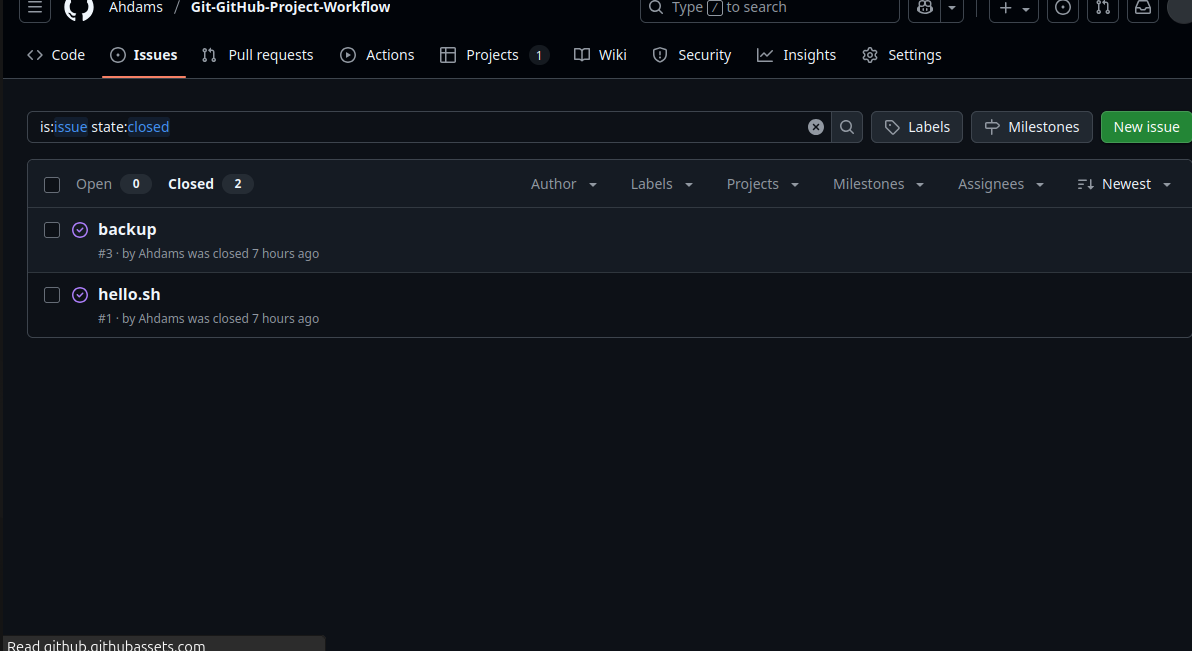 Ahdams / Git-GitHub-Project-Workflow Type / to search
Code Issues Pull requests Actions Projects 1 Wiki Security Insights Settings
is:issue state:closed Labels Milestones New issue
Open 0 Closed 2 Author Labels Projects Milestones Assignees Newest
backup
#3 · by Ahdams was closed 7 hours ago
hello.sh
#1 · by Ahdams was closed 7 hours ago
Read github.githubassets.com